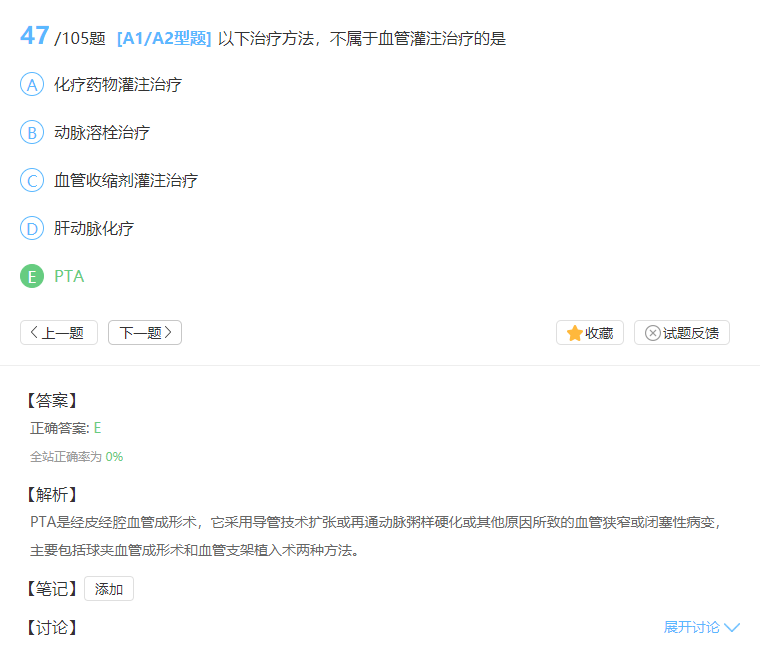 47 /105题 [A1/A2型题] 以下治疗方法，不属于血管灌注治疗的是
A 化疗药物灌注治疗
B 动脉溶栓治疗
C 血管收缩剂灌注治疗
D 肝动脉化疗
E PTA
上一题 下一题 收藏 试题反馈
【答案】
正确答案: E
全站正确率为 0%
【解析】
PTA是经皮经腔血管成形术，它采用导管技术扩张或再通动脉粥样硬化或其他原因所致的血管狭窄或闭塞性病变，
主要包括球夹血管成形术和血管支架植入术两种方法。
【笔记】 添加
【讨论】 展开讨论